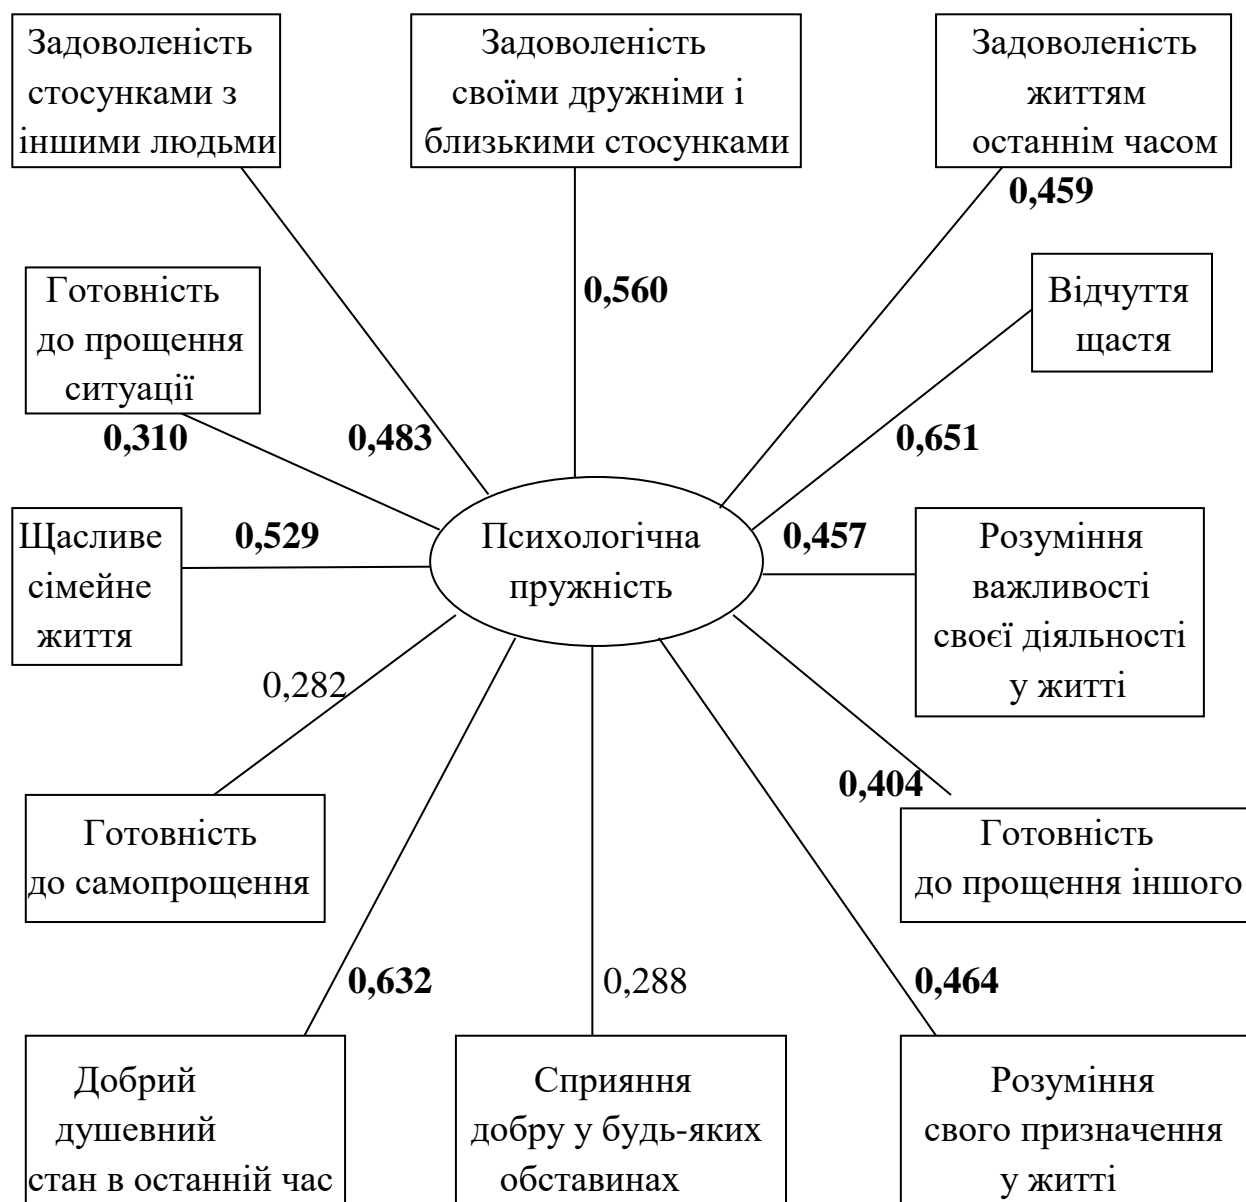 Задоволеність
стосунками з
іншими людьми
Задоволеність
своїми дружніми і
близькими стосунками
Задоволеність
життям
останнім часом
0,459
Готовність
до прощення
ситуації
0,560
Відчуття
щастя
0,310
0,483
0,651
Щасливе
сімейне
життя
0,529
Психологічна
пружність
0,457
Розуміння
важливості
своєї діяльності
у житті
0,282
0,404
Готовність
до самопрощення
Готовність
до прощення іншого
0,632
0,288
0,464
Добрий
душевний
стан в останній час
Сприяння
добру у будь-яких
обставинах
Розуміння
свого призначення
у житті